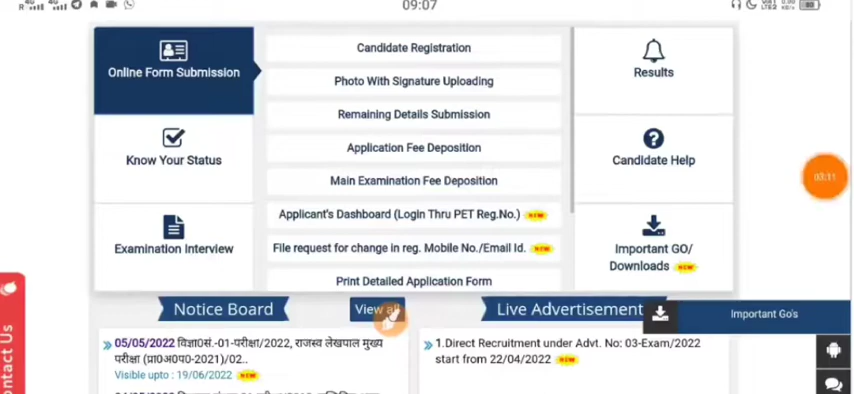 4G 4G 09:07
R
Online Form Submission
Know Your Status
Examination Interview
Candidate Registration
Photo With Signature Uploading
Remaining Details Submission
Application Fee Deposition
Main Examination Fee Deposition
Applicant's Dashboard (Login Thru PET Reg.No.) NEW
File request for change in reg. Mobile No./Email Id. NEW
Print Detailed Application Form
Results
Candidate Help
Important GO/
Downloads NEW
03:11
Notice Board
View all
Live Advertisement
Important Go's
05/05/2022 विज्ञा0सं.-01-परीक्षा/2022, राजस्व लेखपाल मुख्य
परीक्षा (प्रा0अ0प0-2021)/02..
Visible upto : 19/06/2022 NEW
1.Direct Recruitment under Advt. No: 03-Exam/2022
start from 22/04/2022 NEW
ontact Us